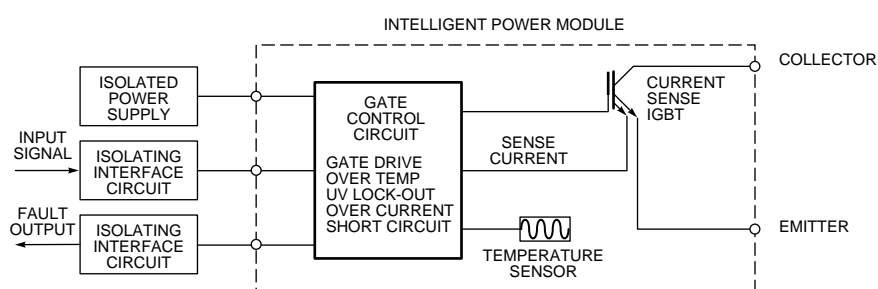 INTELLIGENT POWER MODULE
COLLECTOR
ISOLATED
POWER
SUPPLY
GATE
CONTROL
CIRCUIT
CURRENT
SENSE
IGBT
INPUT
SIGNAL
ISOLATING
INTERFACE
CIRCUIT
SENSE
CURRENT
GATE DRIVE
OVER TEMP
UV LOCK-OUT
OVER CURRENT
SHORT CIRCUIT
FAULT
OUTPUT
ISOLATING
INTERFACE
CIRCUIT
EMITTER
TEMPERATURE
SENSOR